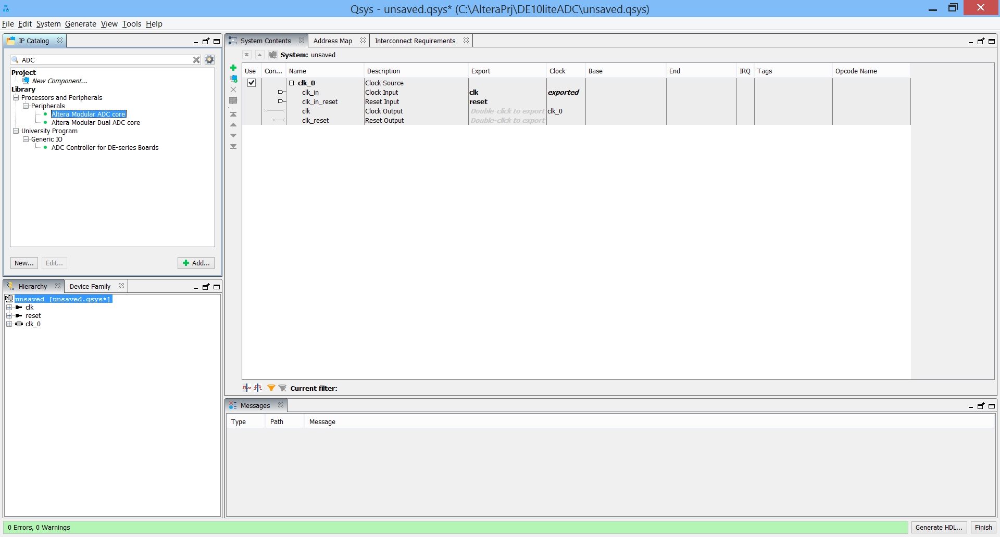 Qsys - unsaved.qsys* (C:\AlteraPrj\DE10liteADC\unsaved.qsys)
File Edit System Generate View Tools Help
IP Catalog
ADC
Project
New Component...
Library
Processors and Peripherals
Peripherals
Altera Modular ADC core
Altera Modular Dual ADC core
University Program
Generic IO
ADC Controller for DE-series Boards
New... Edit... Add...
Hierarchy Device Family
unsaved [unsaved.qsys*]
clk
reset
clk_0
System Contents Address Map Interconnect Requirements
System: unsaved
Use Con... Name Description Export Clock Base End IRQ Tags Opcode Name
clk_0 Clock Source
clk_in Clock Input clk exported
clk_in_reset Reset Input reset
clk Clock Output Double-click to export clk_0
clk_reset Reset Output Double-click to export
Current filter:
Messages
Type Path Message
0 Errors, 0 Warnings Generate HDL... Finish